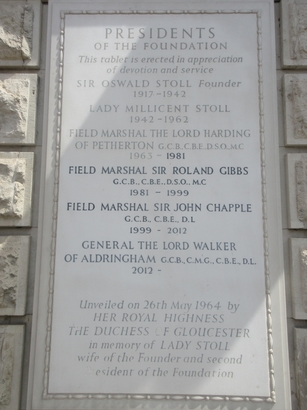 PRESIDENTS
OF THE FOUNDATION
This tablet is erected in appreciation
of devotion and service
SIR OSWALD STOLL Founder
1917-1942
LADY MILLICENT STOLL
1942-1962
FIELD MARSHAL THE LORD HARDING
OF PETHERTON G.C.B, C.B.E, D.S.O., M.C
1963 - 1981
FIELD MARSHAL SIR ROLAND GIBBS
G.C.B., C.B.E., D.S.O., M.C
1981 - 1999
FIELD MARSHAL SIR JOHN CHAPPLE
G.C.B., C.B.E., D.L
1999 - 2012
GENERAL THE LORD WALKER
OF ALDRINGHAM G.C.B., C.M.G., C.B.E., D.L.
2012 -
Unveiled on 26th May 1964 by
HER ROYAL HIGHNESS
THE DUCHESS OF GLOUCESTER
in memory of LADY STOLL
wife of the Founder and second
esident of the Foundation